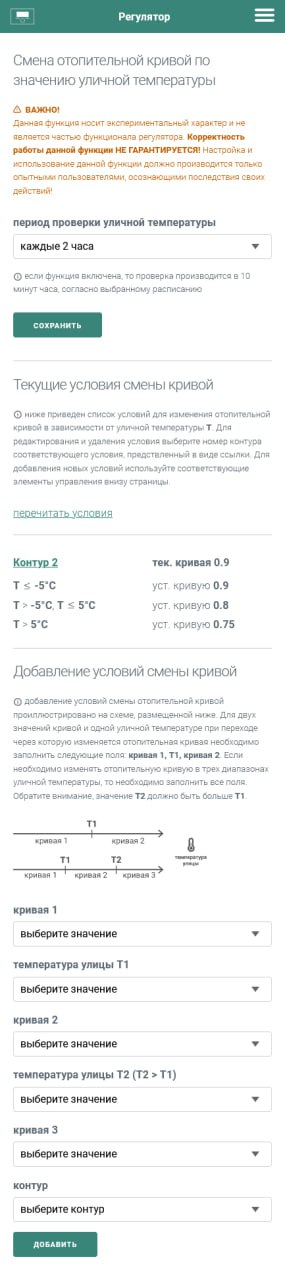 Регулятор
Смена отопительной кривой по
значению уличной температуры
ВАЖНО!
Данная функция носит экспериментальный характер и не
является частью функционала регулятора. Корректность
работы данной функции НЕ ГАРАНТИРУЕТСЯ! Настройка и
использование данной функции должно производится только
опытными пользователями, осознающими последствия своих
действий!
период проверки уличной температуры
каждые 2 часа
если функция включена, то проверка производится в 10
минут часа, согласно выбранному расписанию
СОХРАНИТЬ
Текущие условия смены кривой
ниже приведен список условий для изменения отопительной
кривой в зависимости от уличной температуры T. Для
редактирования и удаления условия выберите номер контура
соответствующего условия, предствленный в виде ссылки. Для
добавления новых условий используйте соответствующие
элементы управления внизу страницы.
перечитать условия
Контур 2 тек. кривая 0.9
T ≤ -5°C уст. кривую 0.9
T > -5°C, T ≤ 5°C уст. кривую 0.8
T > 5°C уст. кривую 0.75
Добавление условий смены кривой
добавление условий смены отопительной кривой
проиллюстрировано на схеме, размещенной ниже. Для двух
значений кривой и одной уличной температуре при переходе
через которую изменяется отопительная кривая необходимо
заполнить следующие поля: кривая 1, T1, кривая 2. Если
необходимо изменять отопительную кривую в трех диапазонах
уличной температуры, то необходимо заполнить все поля.
Обратите внимание, значение T2 должно быть больше T1.
T1
кривая 1 кривая 2
T1 T2
кривая 1 кривая 2 кривая 3
температура
улицы
кривая 1
выберите значение
температура улицы T1
выберите значение
кривая 2
выберите значение
температура улицы T2 (T2 > T1)
выберите значение
кривая 3
выберите значение
контур
выберите контур
ДОБАВИТЬ